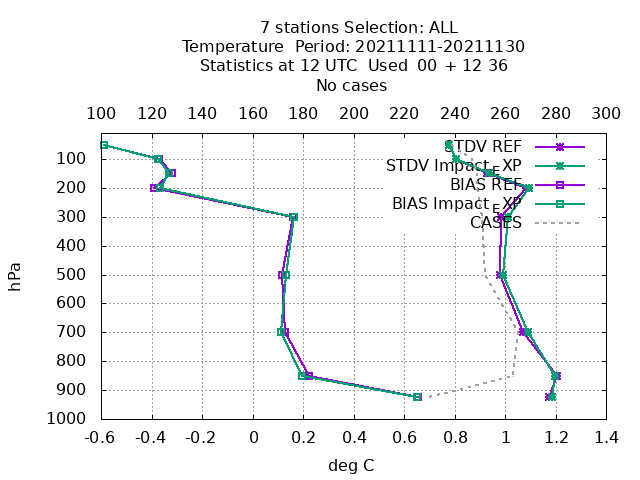 7 stations Selection: ALL
Temperature  Period: 20211111-20211130
Statistics at 12 UTC  Used  00 + 12 36
No cases
100 120 140 160 180 200 220 240 260 280 300
STDV REF
STDV Impact_EXP
BIAS REF
BIAS Impact_EXP
CASES
100
200
300
400
500
600
700
800
900
1000
hPa
-0.6 -0.4 -0.2 0 0.2 0.4 0.6 0.8 1 1.2 1.4
deg C